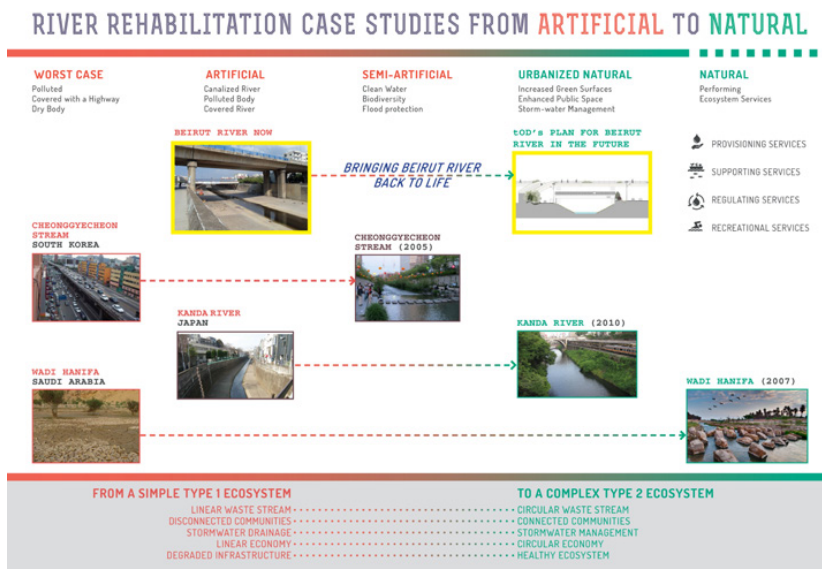 RIVER REHABILITATION CASE STUDIES FROM ARTIFICIAL TO NATURAL
WORST CASE
Polluted
Covered with a Highway
Dry Body
ARTIFICIAL
Canalized River
Polluted Body
Covered River
SEMI-ARTIFICIAL
Clean Water
Biodiversity
Flood protection
URBANIZED NATURAL
Increased Green Surfaces
Enhanced Public Space
Storm-water Management
NATURAL
Performing
Ecosystem Services
BEIRUT RIVER NOW
BRINGING BEIRUT RIVER
BACK TO LIFE
tOD's PLAN FOR BEIRUT
RIVER IN THE FUTURE
PROVISIONING SERVICES
SUPPORTING SERVICES
REGULATING SERVICES
RECREATIONAL SERVICES
CHEONGGYECHEON
STREAM
SOUTH KOREA
CHEONGGYECHEON
STREAM (2005)
KANDA RIVER
JAPAN
KANDA RIVER (2010)
WADI HANIFA
SAUDI ARABIA
WADI HANIFA (2007)
FROM A SIMPLE TYPE 1 ECOSYSTEM
TO A COMPLEX TYPE 2 ECOSYSTEM
LINEAR WASTE STREAM
CIRCULAR WASTE STREAM
DISCONNECTED COMMUNITIES
CONNECTED COMMUNITIES
STORMWATER DRAINAGE
STORMWATER MANAGEMENT
LINEAR ECONOMY
CIRCULAR ECONOMY
DEGRADED INFRASTRUCTURE
HEALTHY ECOSYSTEM